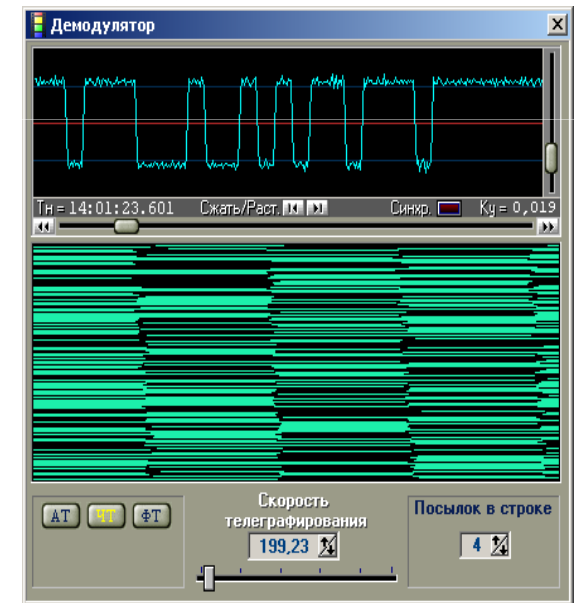 Демодулятор
Тн = 14:01:23.601 Сжать/Раст. Синхр. Ку = 0,019
Скорость
телеграфирования
Посылок в строке
АТ ЧТ ФТ
199,23
4